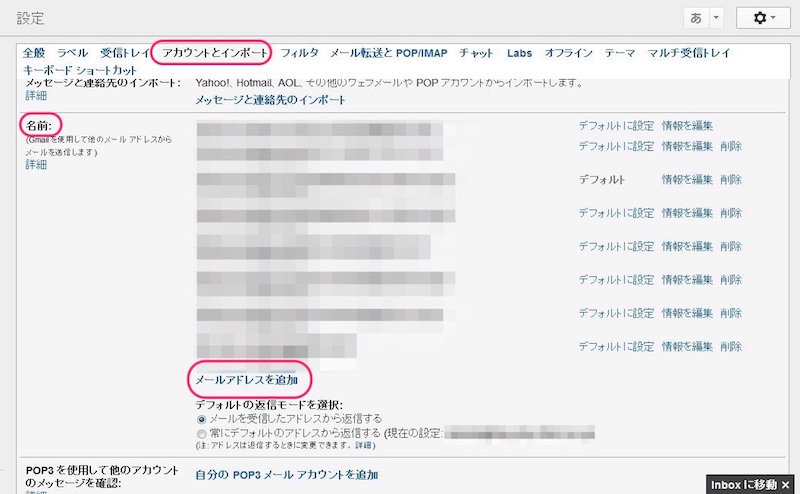 設定
あ
全般 ラベル 受信トレイ アカウントとインポート フィルタ メール転送と POP/IMAP チャット Labs オフライン テーマ マルチ受信トレイ
キーボード ショートカット
メッセージと連絡先のインポート: Yahoo!、Hotmail、AOL、その他のウェブメールや POP アカウントからインポートします。
詳細 メッセージと連絡先のインポート
名前: デフォルトに設定 情報を編集
(Gmail を使用して他のメール アドレスから デフォルトに設定 情報を編集 削除
メールを送信します)
詳細
デフォルト 情報を編集 削除
デフォルトに設定 情報を編集 削除
デフォルトに設定 情報を編集 削除
デフォルトに設定 情報を編集 削除
デフォルトに設定 情報を編集 削除
デフォルトに設定 情報を編集 削除
メールアドレスを追加
デフォルトの返信モードを選択:
メールを受信したアドレスから返信する
常にデフォルトのアドレスから返信する (現在の設定:
(注: アドレスは返信するときに変更できます。 詳細)
POP3 を使用して他のアカウント 自分の POP3 メール アカウントを追加
のメッセージを確認:
Inbox に移動 ×